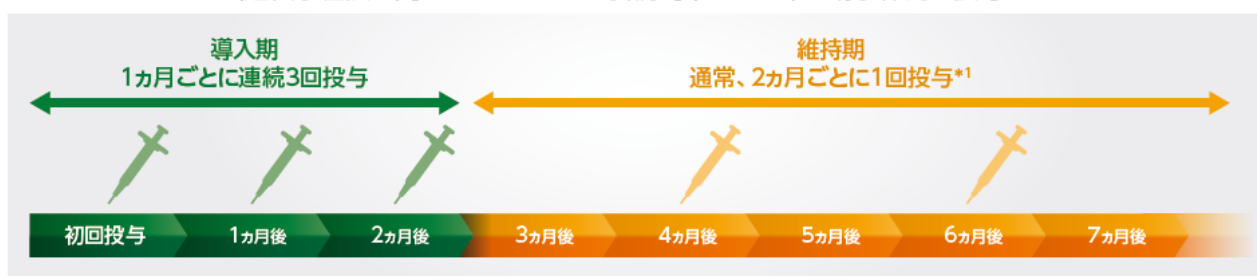 導入期
1ヵ月ごとに連続3回投与
維持期
通常、2ヵ月ごとに1回投与*1
初回投与
1ヵ月後
2ヵ月後
3ヵ月後
4ヵ月後
5ヵ月後
6ヵ月後
7ヵ月後